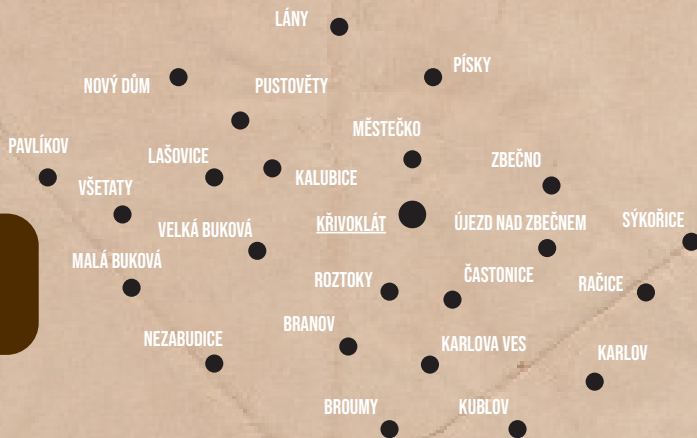 LÁNY
PÍSKY
NOVÝ DŮM
PUSTOVĚTY
MĚSTEČKO
PAVLÍKOV
LAŠOVICE
ZBEČNO
KALUBICE
VŠETATY
SÝKOŘICE
KŘIVOKLÁT
ÚJEZD NAD ZBEČNEM
VELKÁ BUKOVÁ
MALÁ BUKOVÁ
ČASTONICE
ROZTOKY
RAČICE
BRANOV
NEZABUDICE
KARLOVA VES
KARLOV
BROUMY
KUBLOV